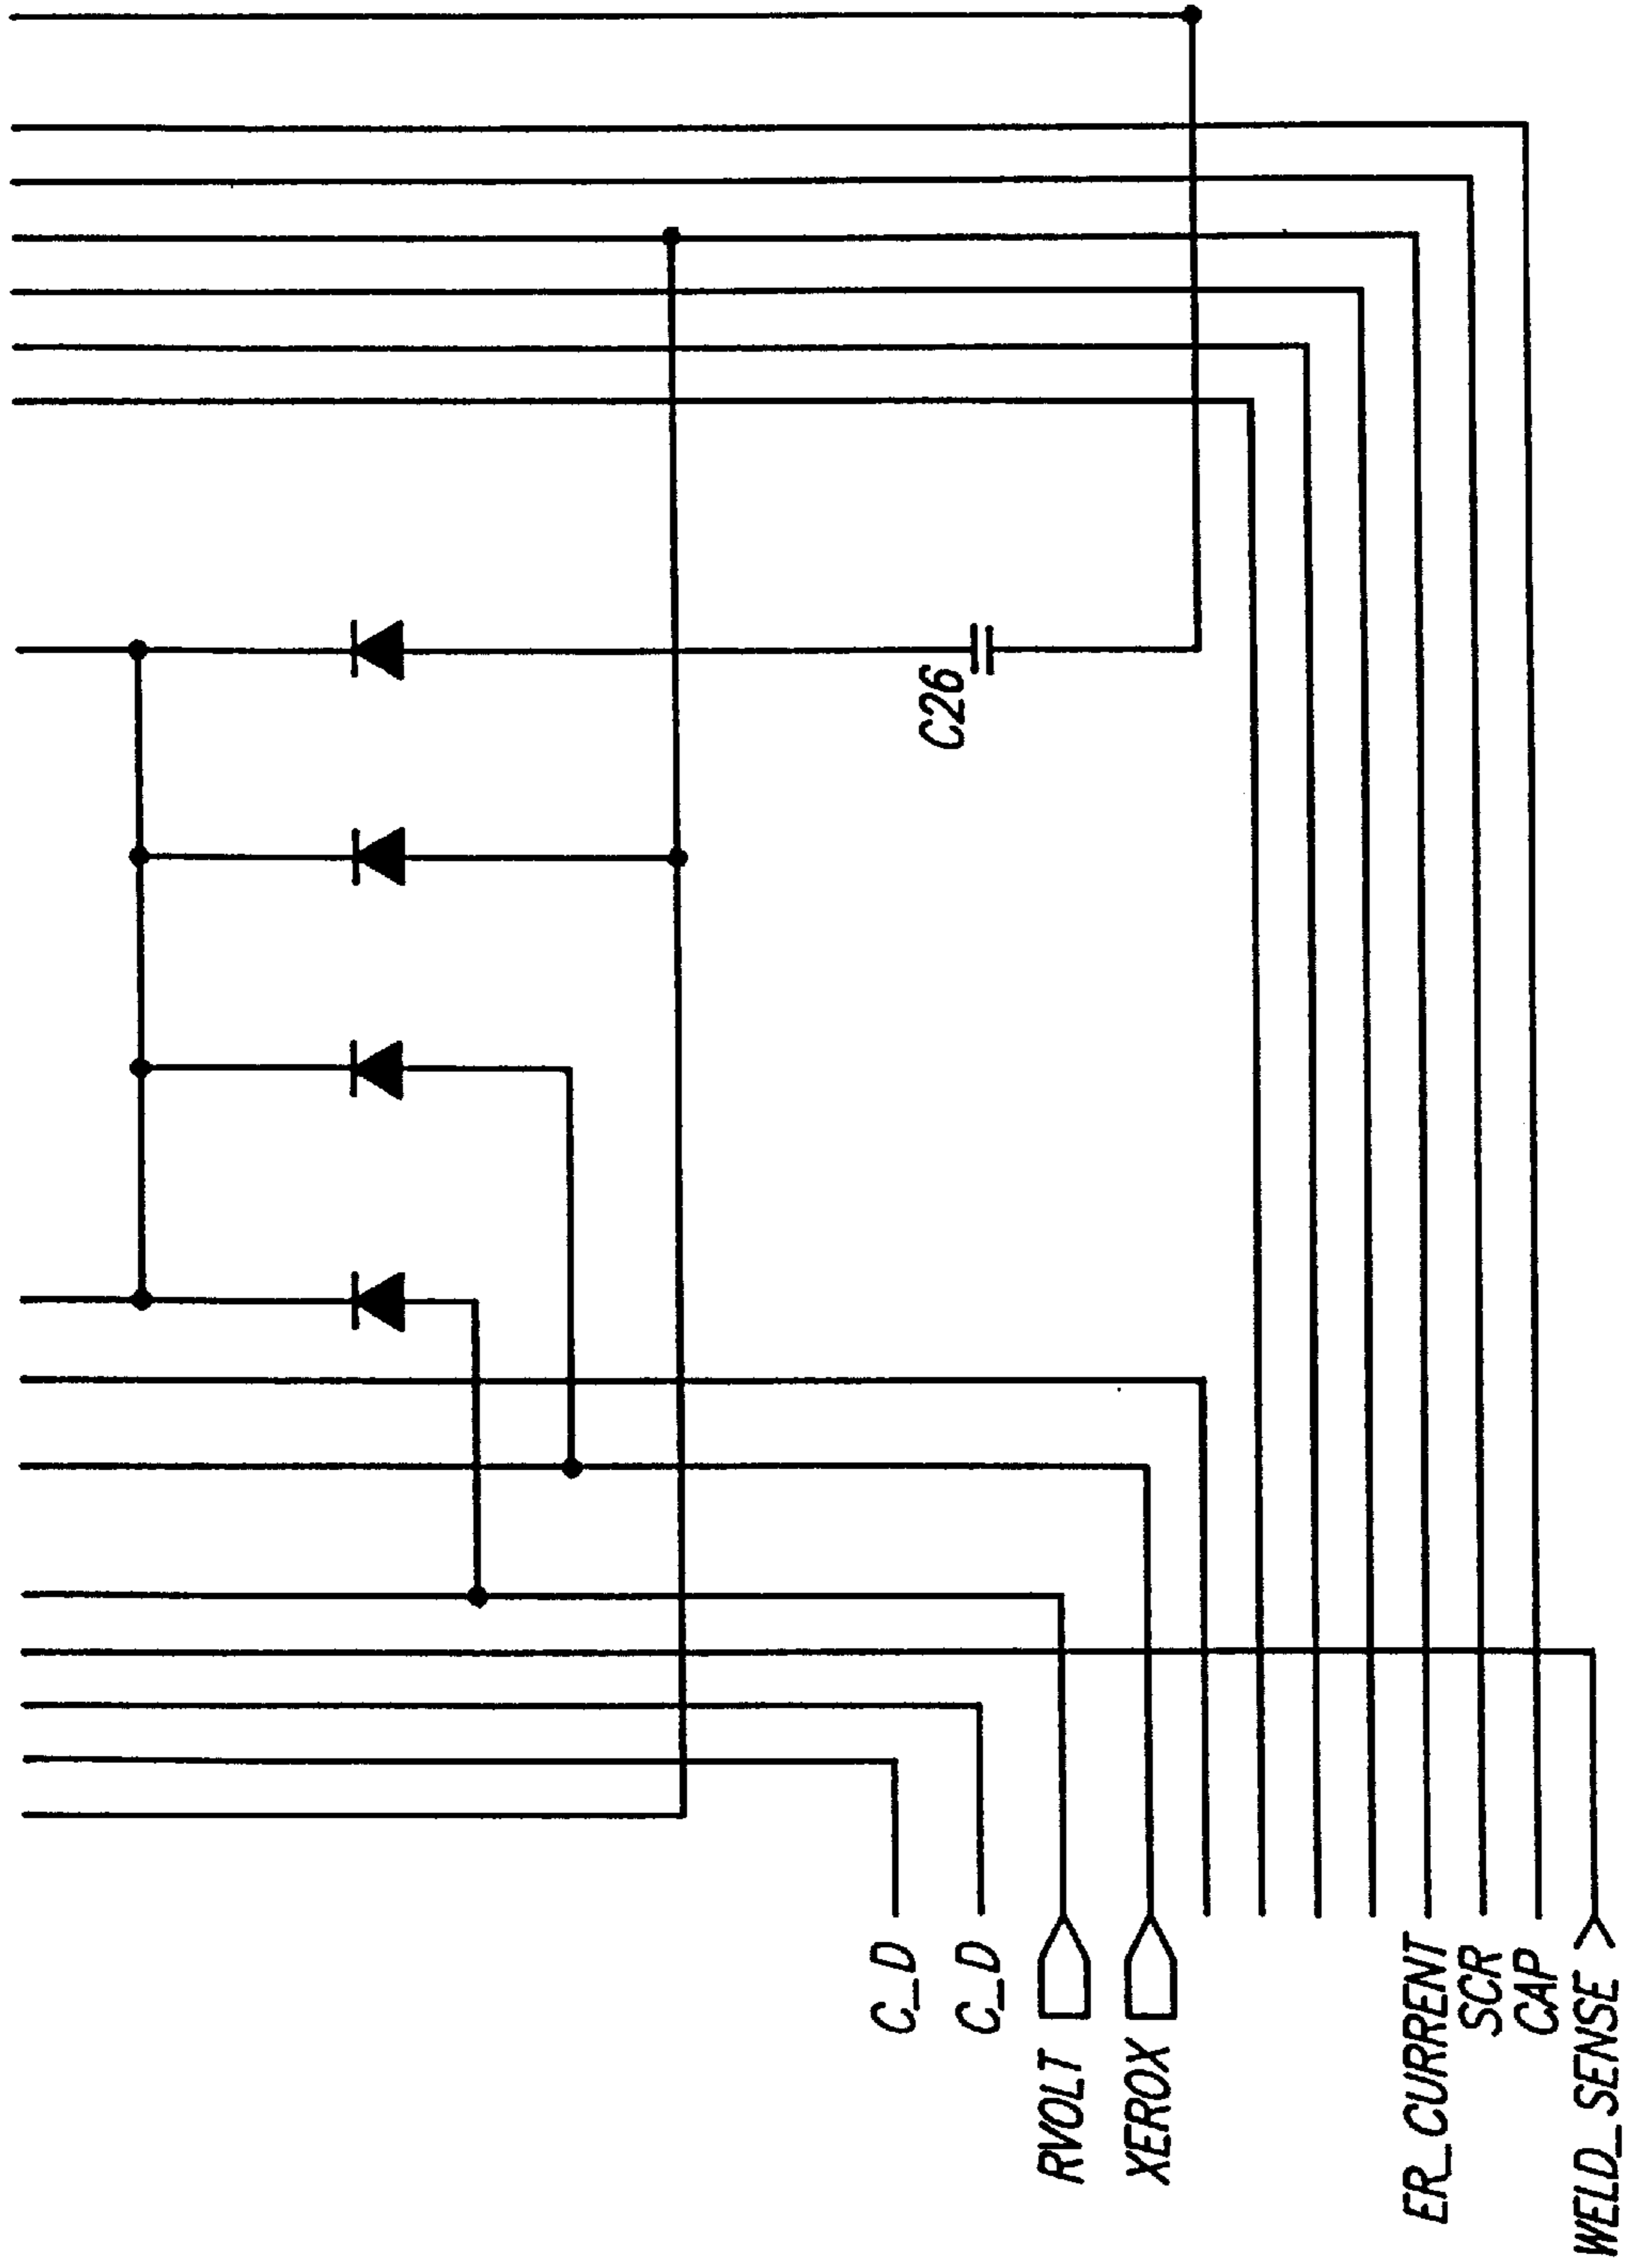 C26
C_D
C_D
RVOLT
XEROX
ER_CURRENT
SCR
CAP
WELD_SENSE >